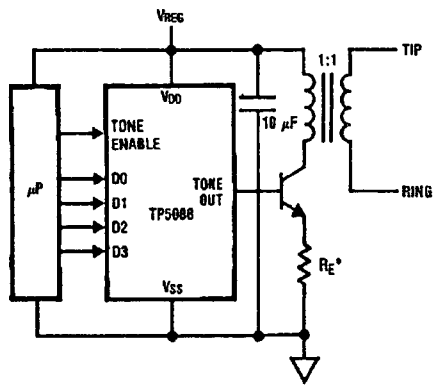 VREG
1:1
TIP
VDD
TONE
ENABLE
10 μF
μP
D0
TONE
OUT
RING
D1
TP5088
D2
D3
RE*
VSS